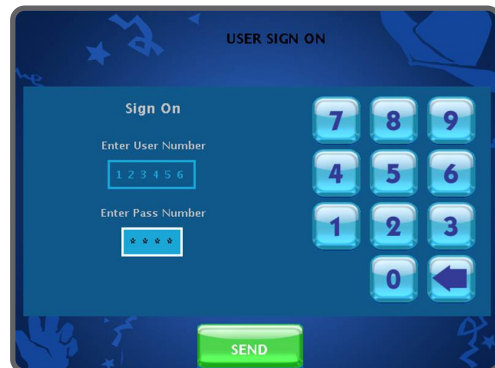 USER SIGN ON
Sign On
Enter User Number
1 2 3 4 5 6
Enter Pass Number
* * * *
7 8 9
4 5 6
1 2 3
0
SEND